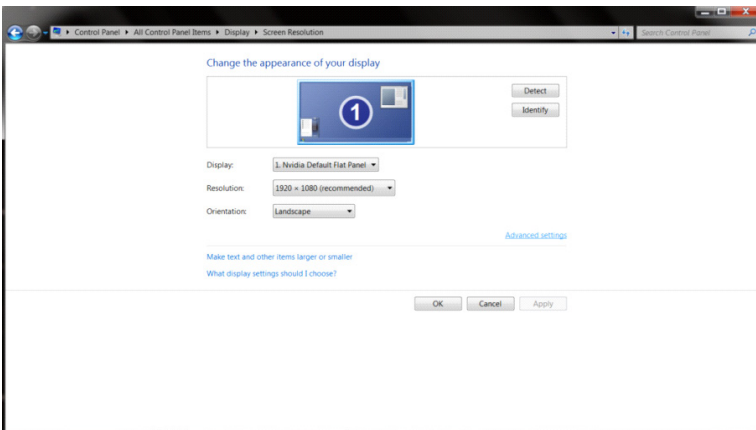 Control Panel ▸ All Control Panel Items ▸ Display ▸ Screen Resolution
Search Control Panel
Change the appearance of your display
1
Detect
Identify
Display: 1. Nvidia Default Flat Panel
Resolution: 1920 × 1080 (recommended)
Orientation: Landscape
Advanced settings
Make text and other items larger or smaller
What display settings should I choose?
OK Cancel Apply